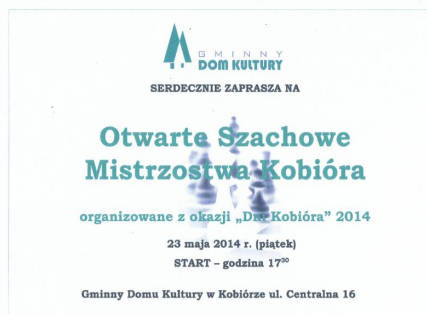 GMINNY
DOM KULTURY
SERDECZNIE ZAPRASZA NA
Otwarte Szachowe
Mistrzostwa Kobióra
organizowane z okazji „Dni Kobióra” 2014
23 maja 2014 r. (piątek)
START – godzina 17³⁰
Gminny Domu Kultury w Kobiórze ul. Centralna 16